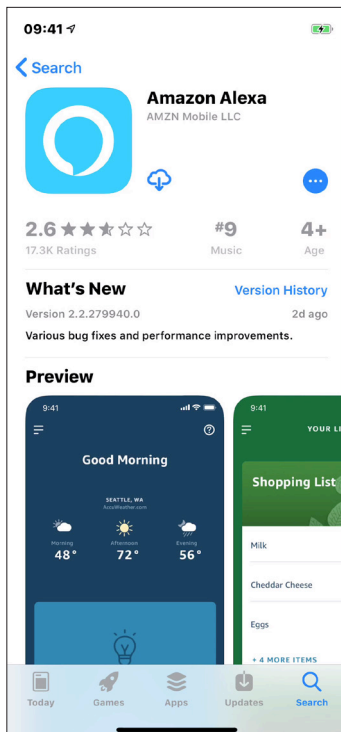 09:41
Search
Amazon Alexa
AMZN Mobile LLC
2.6
#9
4+
17.3K Ratings
Music
Age
What's New
Version History
Version 2.2.279940.0
2d ago
Various bug fixes and performance improvements.
Preview
9:41
Good Morning
SEATTLE, WA
AccuWeather.com
Morning
Afternoon
Evening
48°
72°
56°
9:41
YOUR LI
Shopping List
Milk
Cheddar Cheese
Eggs
+ 4 MORE ITEMS
Today
Games
Apps
Updates
Search